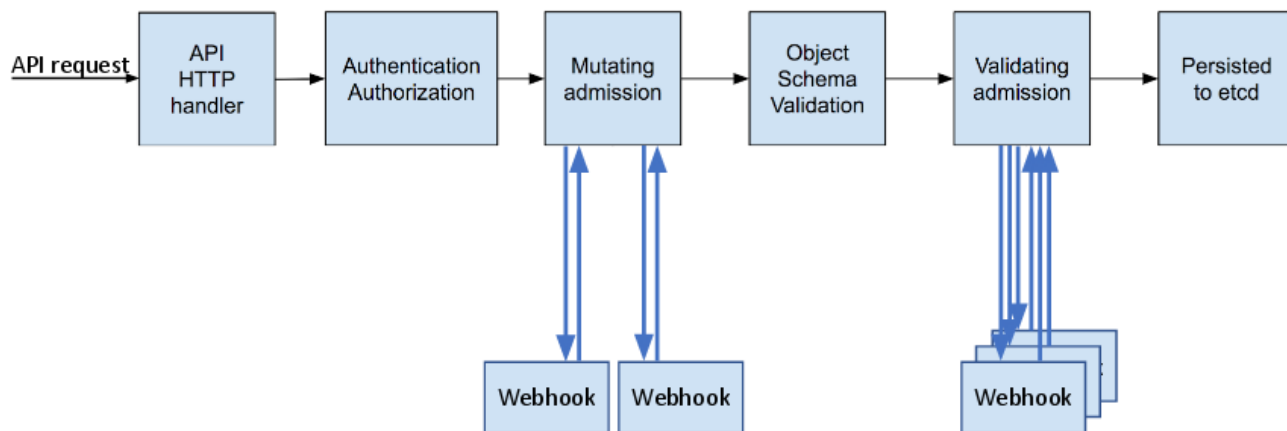 API request
API
HTTP
handler
Authentication
Authorization
Mutating
admission
Object
Schema
Validation
Validating
admission
Persisted
to etcd
Webhook
Webhook
Webhook